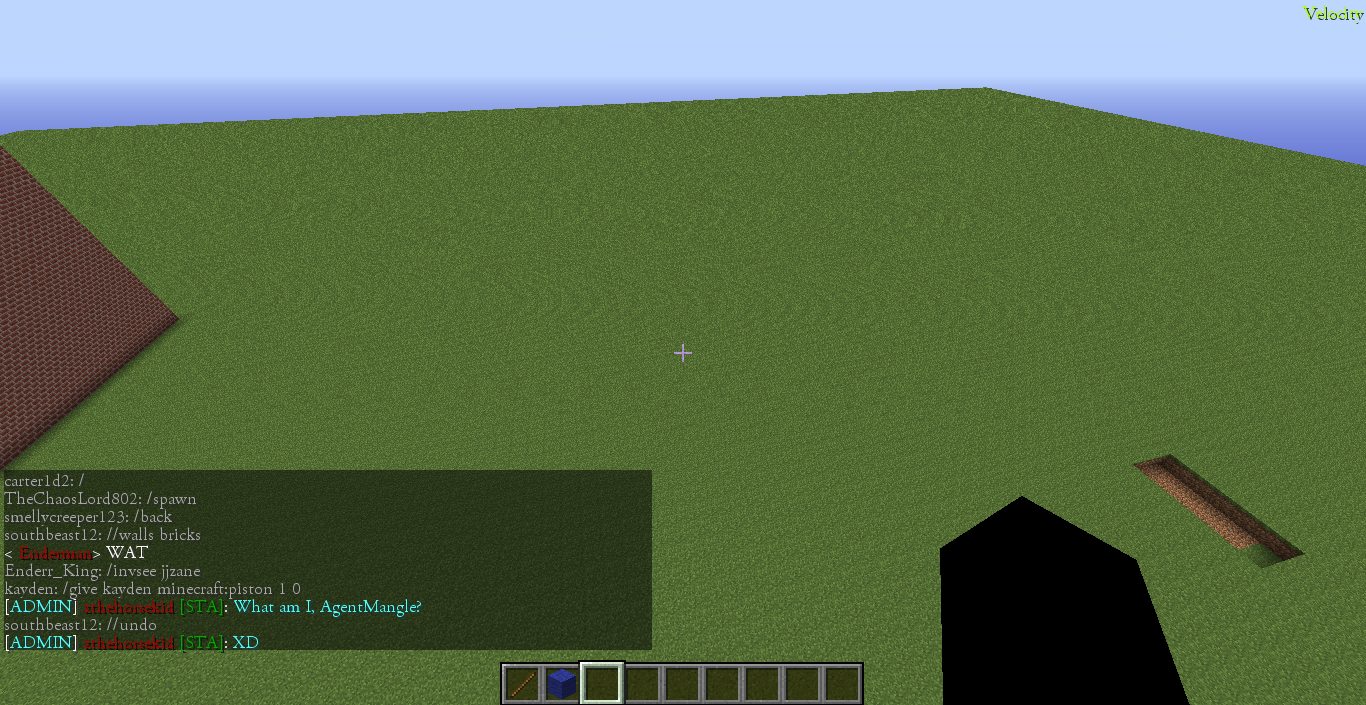 Velocity
carter1d2: /
TheChaosLord802: /spawn
smellycreeper123: /back
southbeast12: //walls bricks
< Enderman> WAT
Enderr_King: /invsee jjzane
kayden: /give kayden minecraft:piston 1 0
[ADMIN] [STA]: What am I, AgentMangle?
southbeast12: //undo
[ADMIN] [STA]: XD